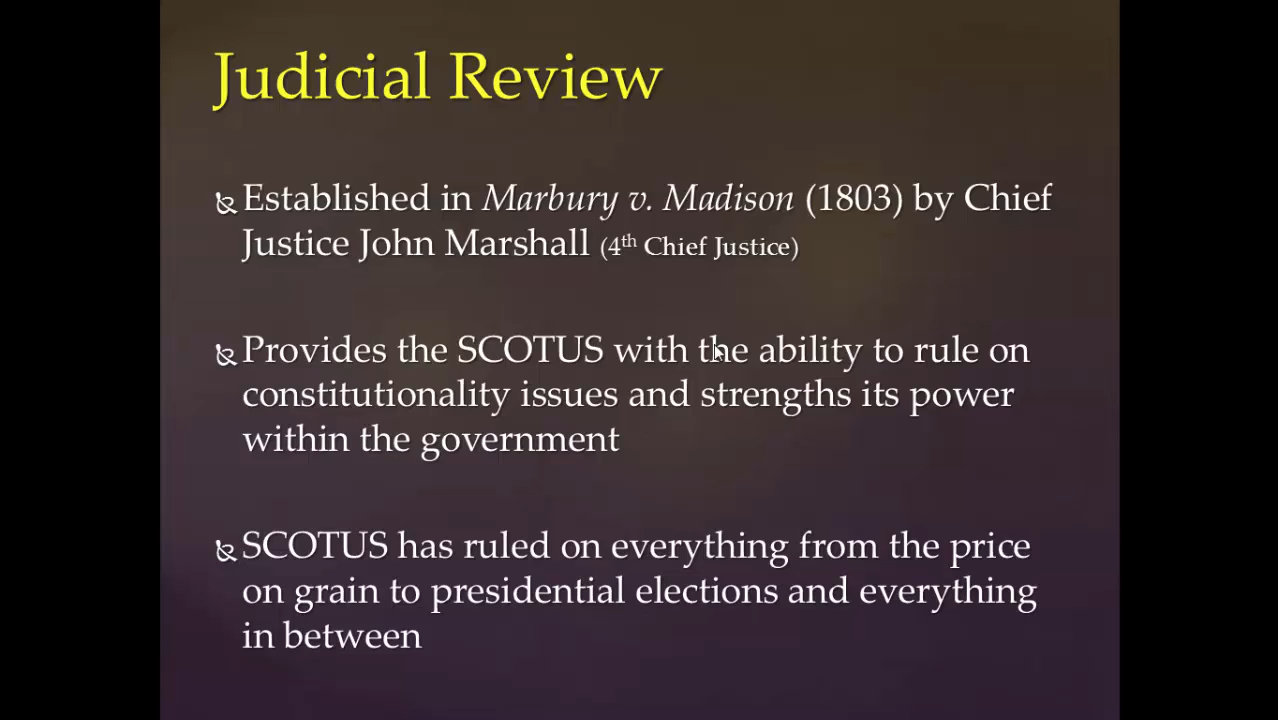 Judicial Review
Established in Marbury v. Madison (1803) by Chief
Justice John Marshall (4th Chief Justice)
Provides the SCOTUS with the ability to rule on
constitutionality issues and strengths its power
within the government
SCOTUS has ruled on everything from the price
on grain to presidential elections and everything
in between